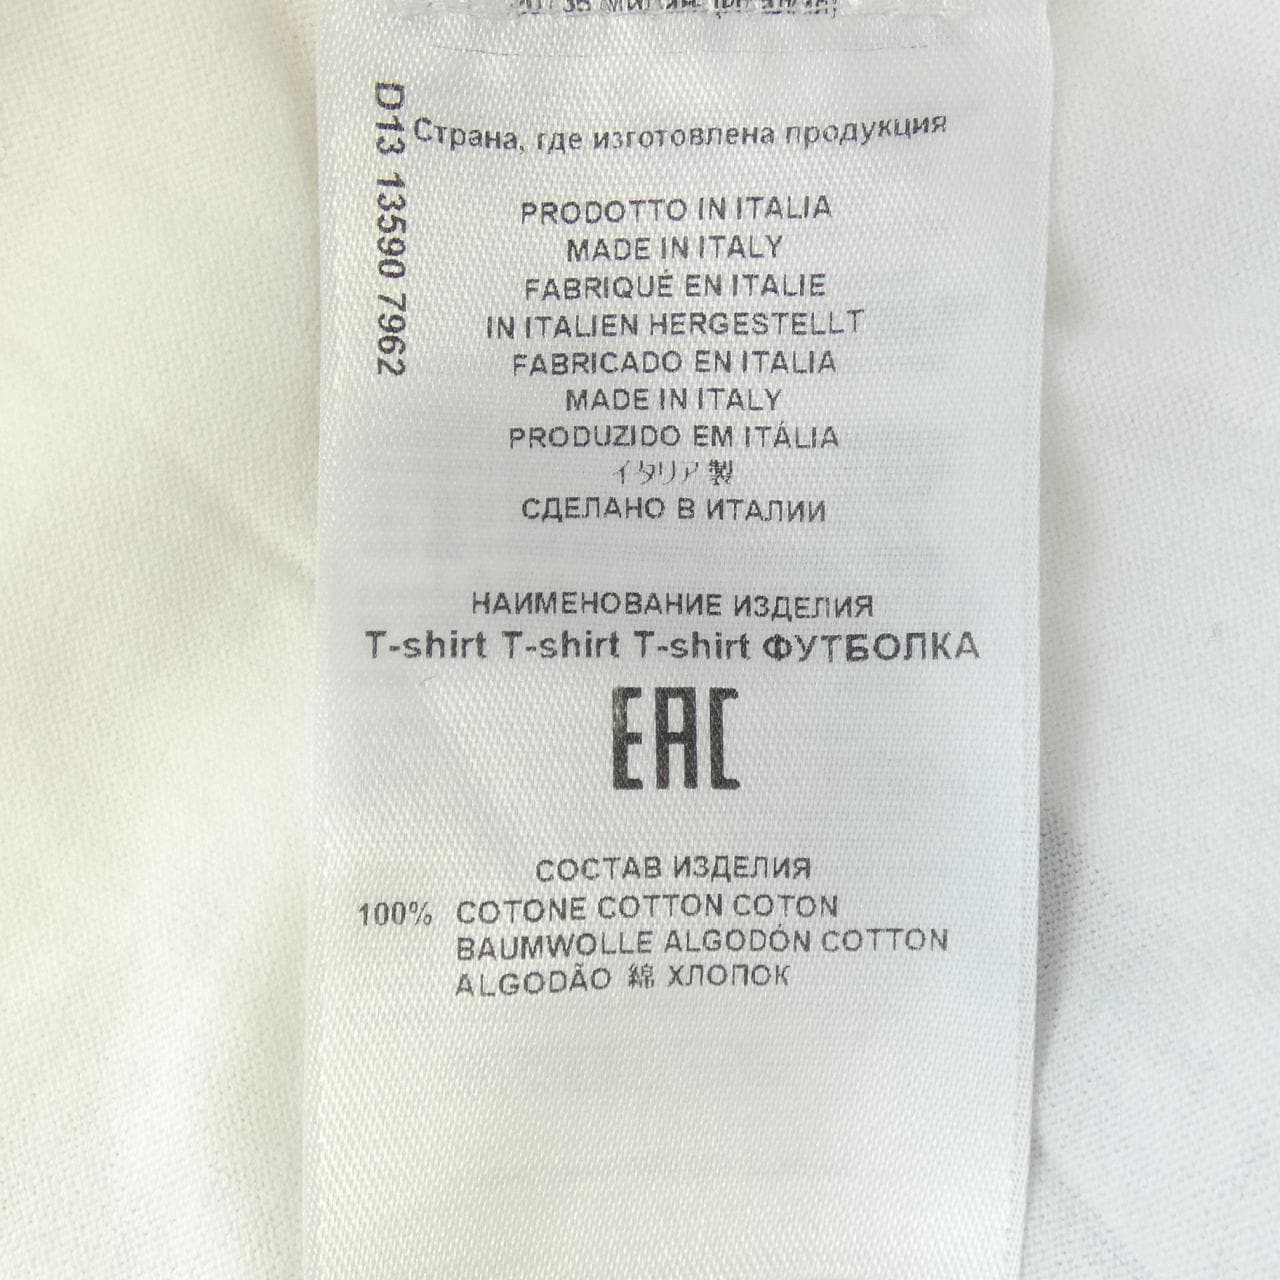 D13 13590 7962
Страна, где изготовлена продукция
PRODOTTO IN ITALIA
MADE IN ITALY
FABRIQUÉ EN ITALIE
IN ITALIEN HERGESTELLT
FABRICADO EN ITALIA
MADE IN ITALY
PRODUZIDO EM ITÁLIA
イタリア製
СДЕЛАНО В ИТАЛИИ
НАИМЕНОВАНИЕ ИЗДЕЛИЯ
T-shirt T-shirt T-shirt ФУТБОЛКА
EAC
СОСТАВ ИЗДЕЛИЯ
100% COTONE COTTON COTON
BAUMWOLLE ALGODÓN COTTON
ALGODÃO 綿 ХЛОПОК